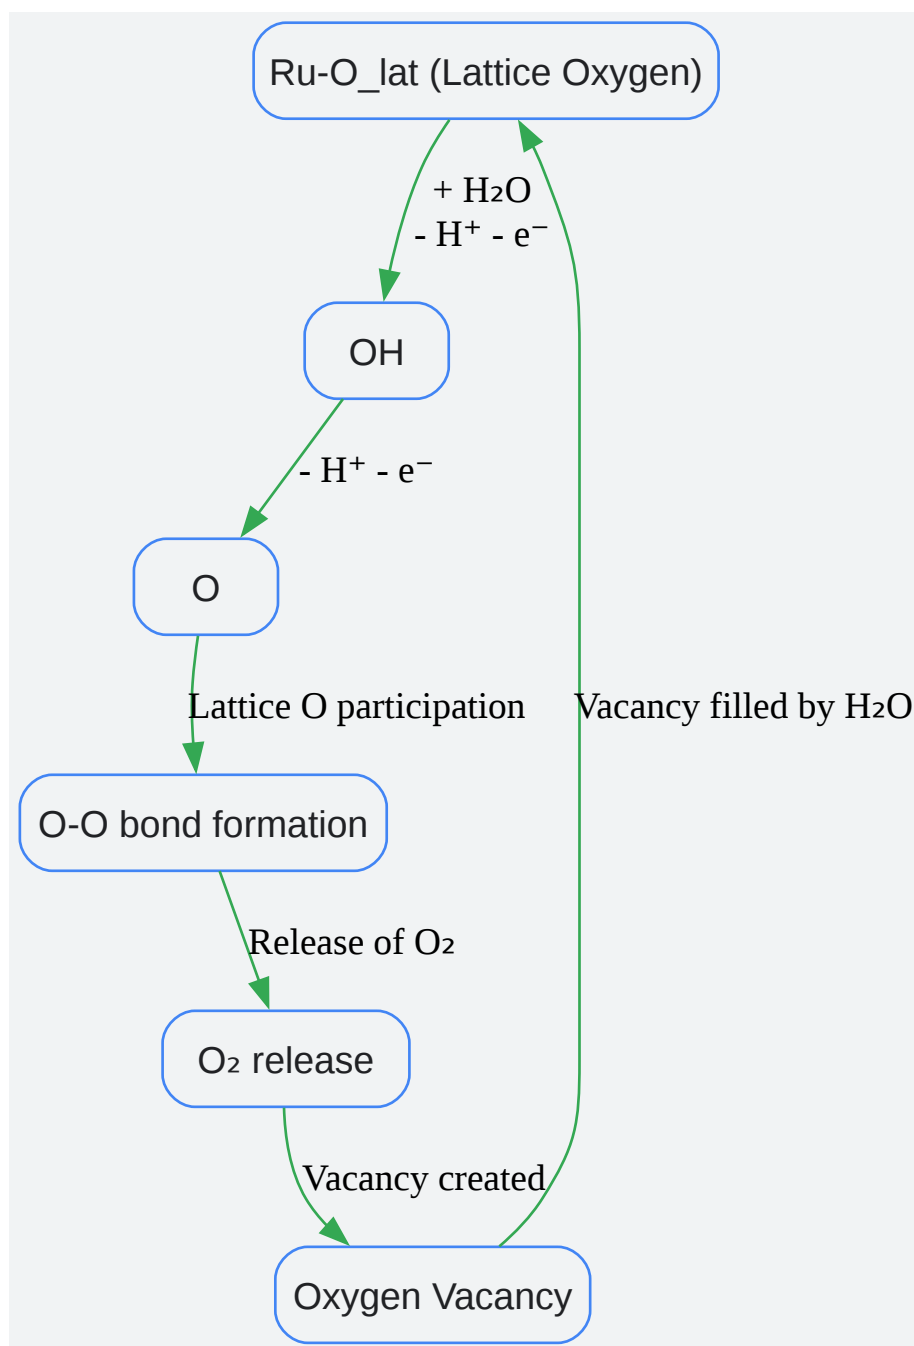 Ru-O_lat (Lattice Oxygen)
+ H₂O
- H⁺ - e⁻
OH
- H⁺ - e⁻
O
Lattice O participation
Vacancy filled by H₂O
O-O bond formation
Release of O₂
O₂ release
Vacancy created
Oxygen Vacancy